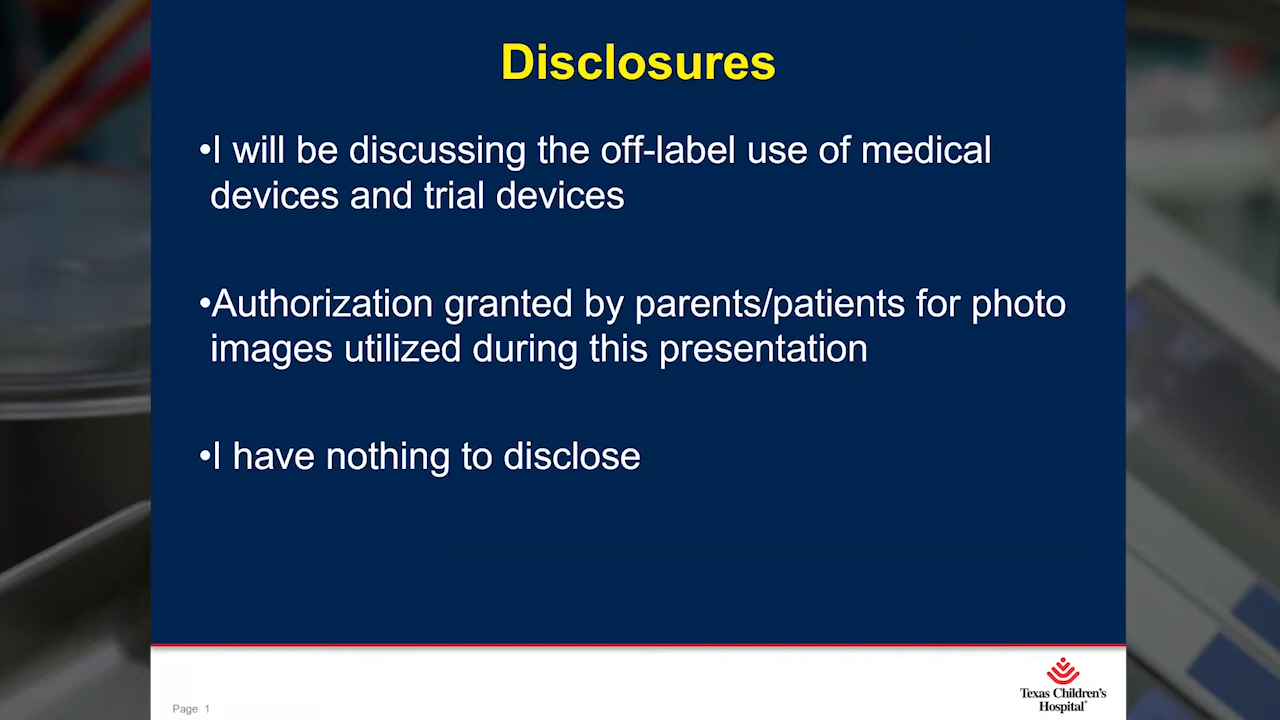 Disclosures
•I will be discussing the off-label use of medical
devices and trial devices
•Authorization granted by parents/patients for photo
images utilized during this presentation
•I have nothing to disclose
Page 1
Texas Children's
Hospital®